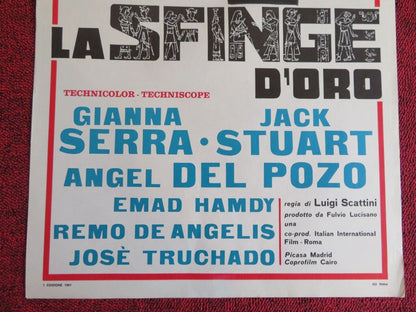 LA SFINGE
D'ORO
TECHNICOLOR - TECHNISCOPE
GIANNA JACK
SERRA · STUART
ANGEL DEL POZO
EMAD HAMDY
REMO DE ANGELIS
JOSÈ TRUCHADO
regia di Luigi Scattini
prodotto da Fulvio Lucisano
una
co-prod. Italian International
Film - Roma
Picasa Madrid
Coprofilm Cairo
1 EDIZIONE 1967